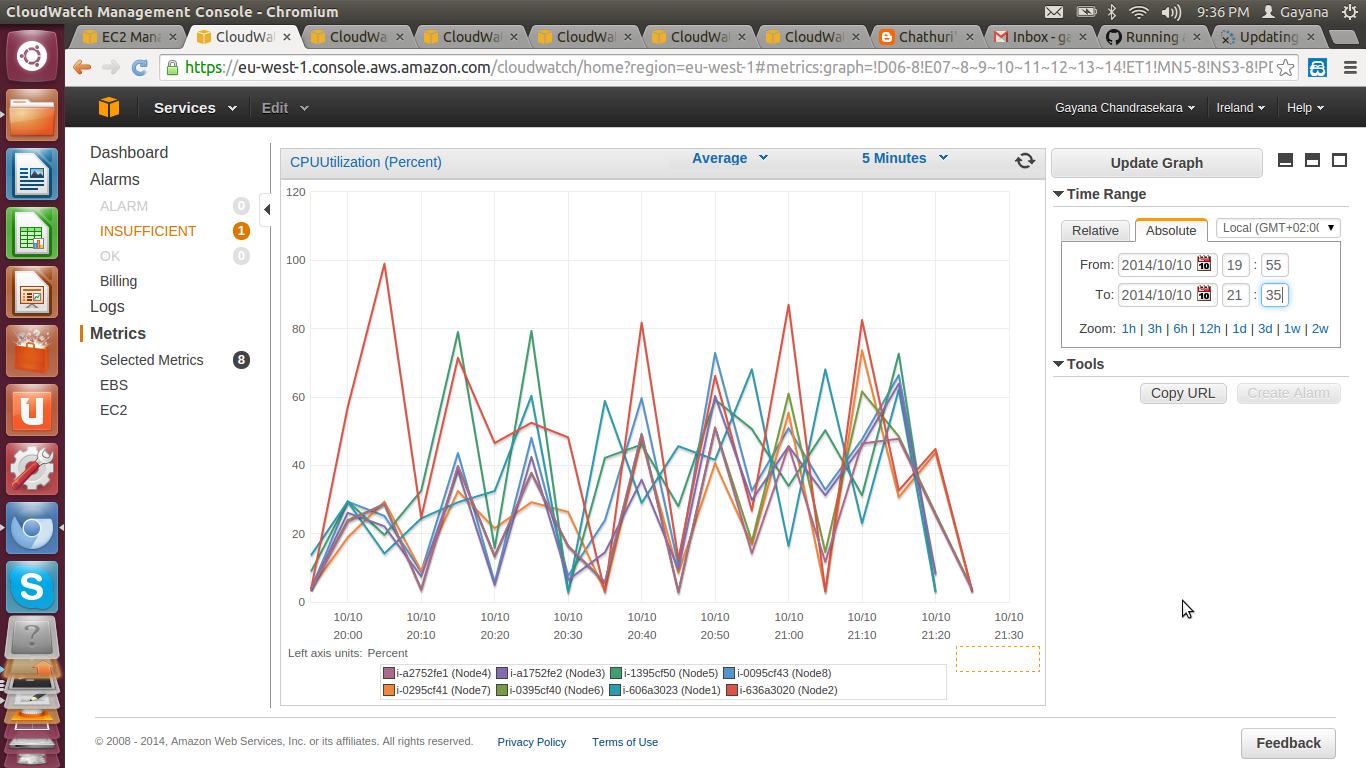 CloudWatch Management Console - Chromium
9:36 PM Gayana
EC2 Mana
CloudWat
CloudWat
CloudWat
CloudWat
CloudWat
CloudWat
Chathuri'
Inbox - ga
Running a
Updating
https://eu-west-1.console.aws.amazon.com/cloudwatch/home?region=eu-west-1#metrics:graph=!D06-8!E07~8~9~10~11~12~13~14!ET1!MN5-8!NS3-8!PD
Services Edit Gayana Chandrasekara Ireland Help
Dashboard
Alarms
ALARM 0
INSUFFICIENT 1
OK 0
Billing
Logs
Metrics
Selected Metrics 8
EBS
EC2
CPUUtilization (Percent) Average 5 Minutes
120
100
80
60
40
20
0
10/10 10/10 10/10 10/10 10/10 10/10 10/10 10/10 10/10 10/10
20:00 20:10 20:20 20:30 20:40 20:50 21:00 21:10 21:20 21:30
Left axis units: Percent
i-a2752fe1 (Node4) i-a1752fe2 (Node3) i-1395cf50 (Node5) i-0095cf43 (Node8)
i-0295cf41 (Node7) i-0395cf40 (Node6) i-606a3023 (Node1) i-636a3020 (Node2)
Update Graph
Time Range
Relative Absolute Local (GMT+02:00
From: 2014/10/10 10 19 : 55
To: 2014/10/10 10 21 : 35
Zoom: 1h | 3h | 6h | 12h | 1d | 3d | 1w | 2w
Tools
Copy URL Create Alarm
© 2008 - 2014, Amazon Web Services, Inc. or its affiliates. All rights reserved. Privacy Policy Terms of Use
Feedback